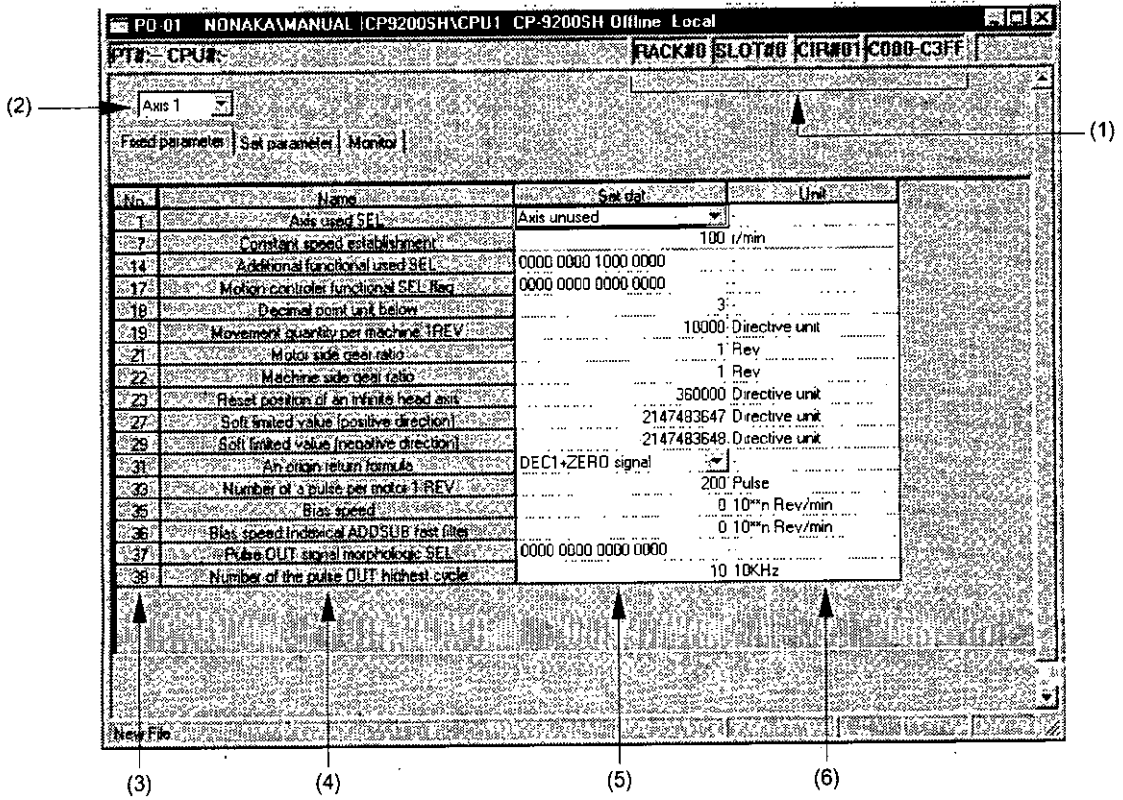 PO-01 NONAKA\MANUAL CP9200SH\CPU1 CP-9200SH Offline Local
PT#:-- CPU#:- RACK#0 SLOT#0 CIR#01 C000-C3FF
(2) Axis 1
(1)
Fixed parameter Set parameter Monitor
No. Name Set dat Unit
1 Axis used SEL Axis unused -
7 Constant speed establishment 100 r/min
14 Additional functional used SEL 0000 0000 1000 0000 -
17 Motion controler functional SEL flag 0000 0000 0000 0000 -
18 Decimal point unit below 3 -
19 Movement quantity per machine 1REV 10000 Directive unit
21 Motor side gear ratio 1 Rev
22 Machine side gear ratio 1 Rev
23 Reset position of an infinite head axis 360000 Directive unit
27 Soft limited value (positive direction) 2147483647 Directive unit
29 Soft limited value (negative direction) -2147483648 Directive unit
31 An origin return formula DEC1+ZERO signal -
33 Number of a pulse per motor 1 REV 200 Pulse
35 Bias speed 0 10**n Rev/min
36 Bias speed Indexical ADDSUB fast filter 0 10**n Rev/min
37 Pulse OUT signal morphologic SEL 0000 0000 0000 0000 -
38 Number of the pulse OUT highest cycle 10 10KHz
New File
(3) (4) (5) (6)